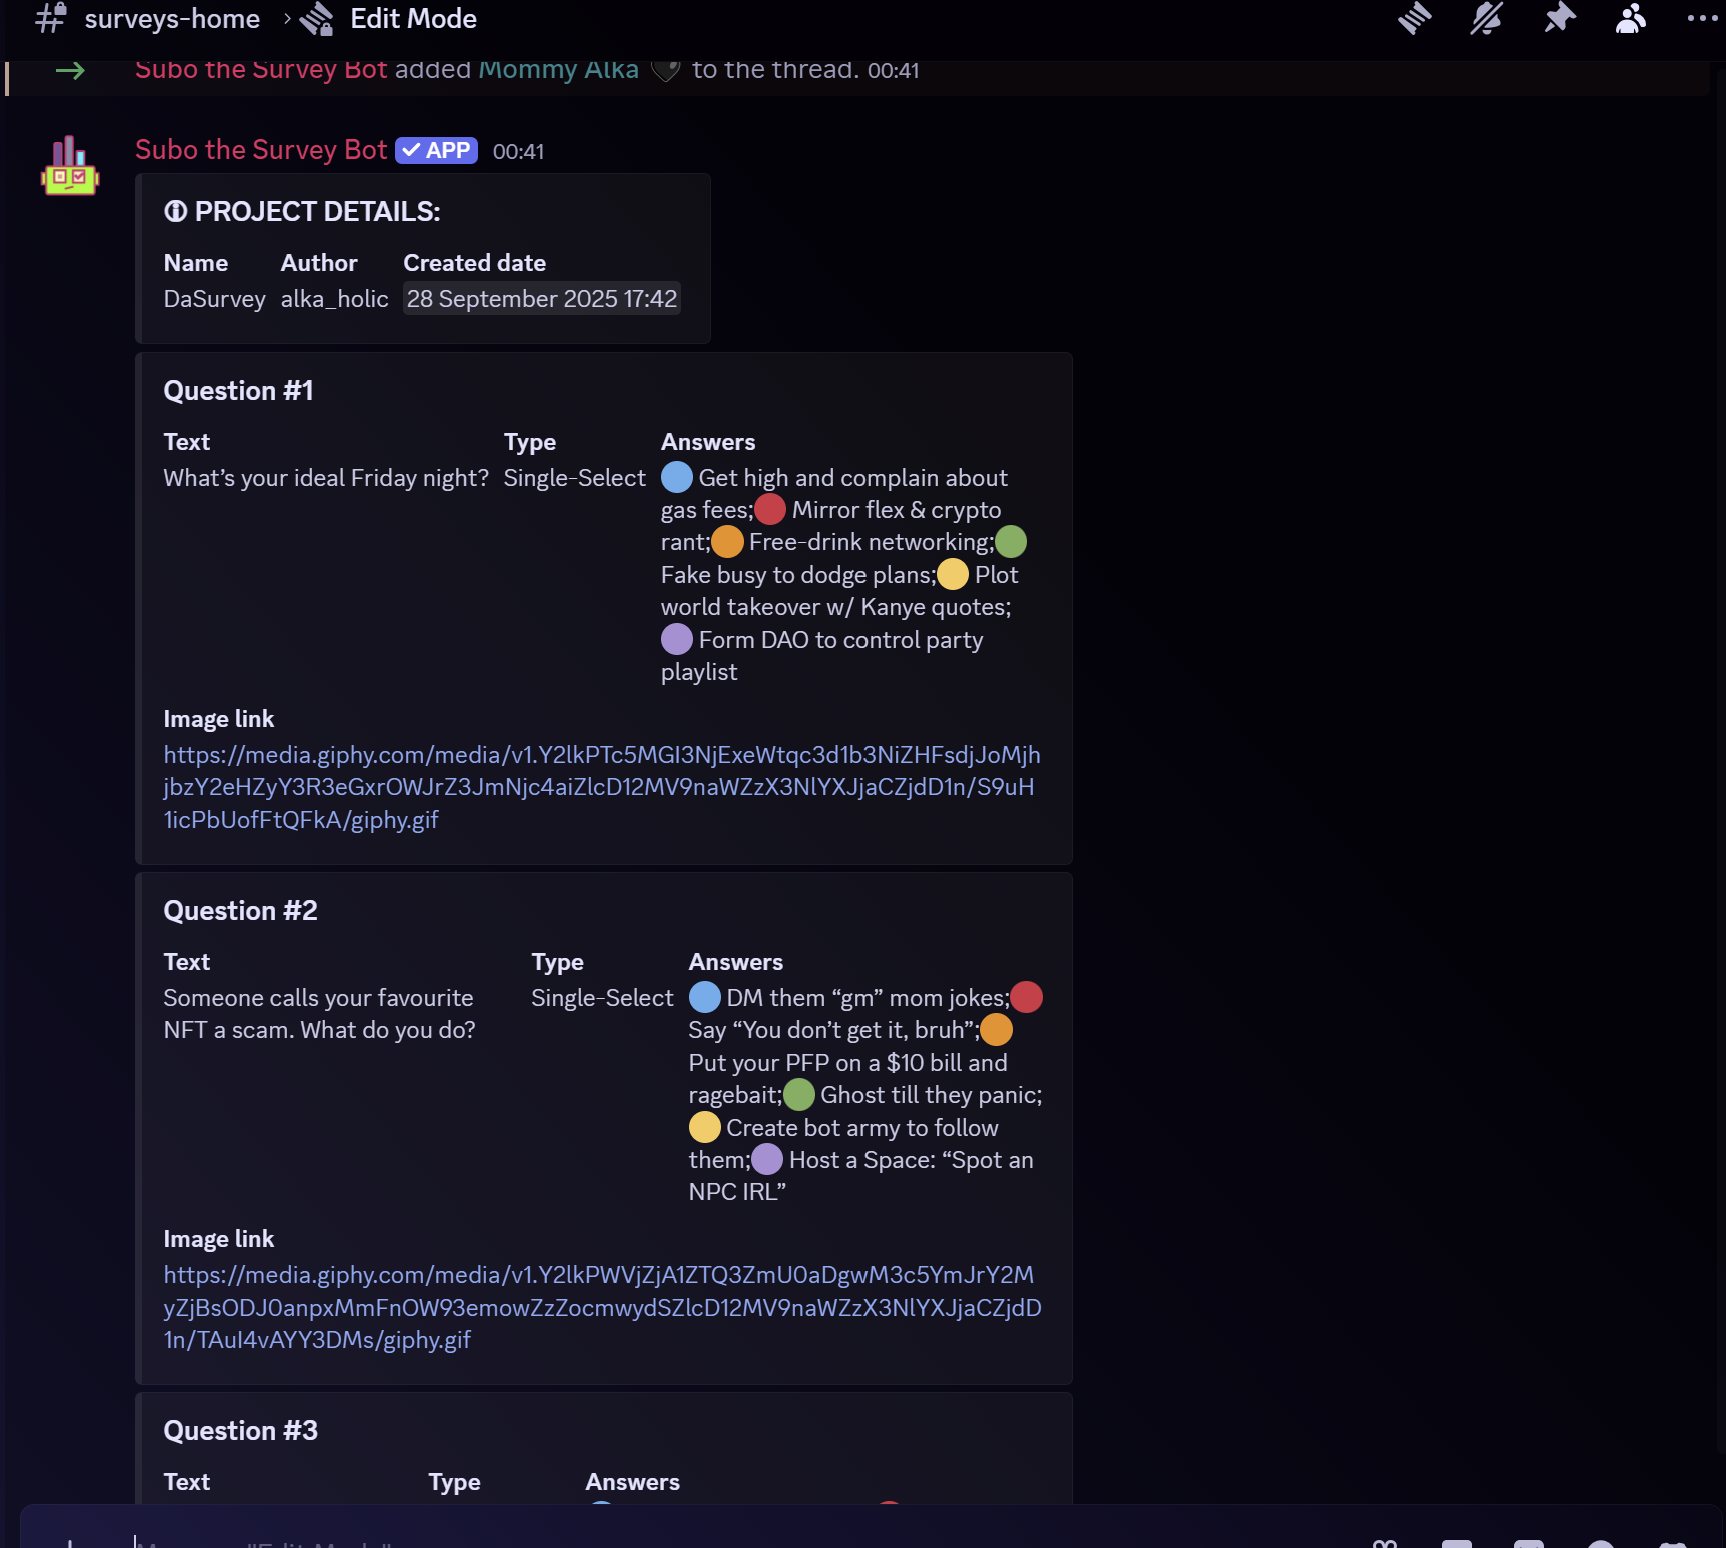 surveys-home › Edit Mode
Subo the Survey Bot added Mommy Alka 🖤 to the thread. 00:41
Subo the Survey Bot APP 00:41
PROJECT DETAILS:
Name Author Created date
DaSurvey alka_holic 28 September 2025 17:42
Question #1
Text Type Answers
What’s your ideal Friday night? Single-Select 🔵 Get high and complain about
gas fees;🔴 Mirror flex & crypto
rant;🟠 Free-drink networking;🟢
Fake busy to dodge plans;🟡 Plot
world takeover w/ Kanye quotes;
🟣 Form DAO to control party
playlist
Image link
https://media.giphy.com/media/v1.Y2lkPTc5MGI3NjExeWtqc3d1b3NiZHFsdjJoMjh
jbzY2eHZyY3R3eGxrOWJrZ3JmNjc4aiZlcD12MV9naWZzX3NlYXJjaCZjdD1n/S9uH
1icPbUofFtQFkA/giphy.gif
Question #2
Text Type Answers
Someone calls your favourite Single-Select 🔵 DM them “gm” mom jokes;🔴
NFT a scam. What do you do? Say “You don’t get it, bruh”;🟠
Put your PFP on a $10 bill and
ragebait;🟢 Ghost till they panic;
🟡 Create bot army to follow
them;🟣 Host a Space: “Spot an
NPC IRL”
Image link
https://media.giphy.com/media/v1.Y2lkPWVjZjA1ZTQ3ZmU0aDgwM3c5YmJrY2M
yZjBsODJ0anpxMmFnOW93emowZzZocmwydSZlcD12MV9naWZzX3NlYXJjaCZjdD
1n/TAuI4vAYY3DMs/giphy.gif
Question #3
Text Type Answers